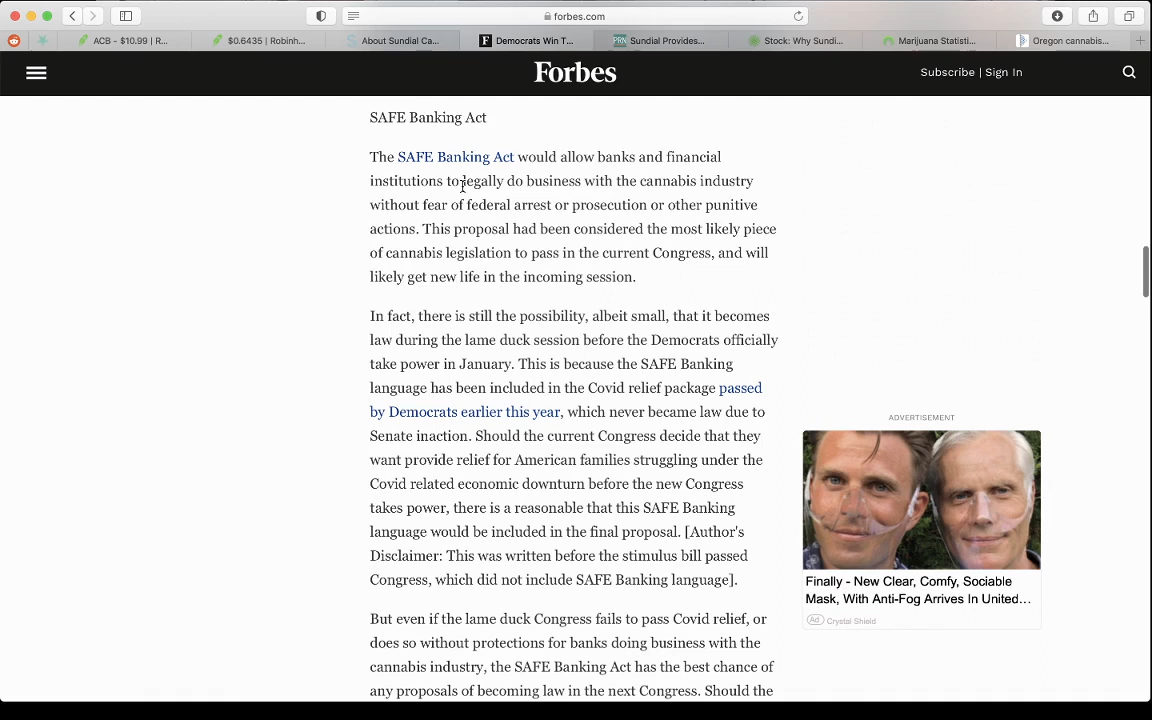 forbes.com
ACB - $10.99 | R...
$0.6435 | Robinh...
About Sundial Ca...
Democrats Win T...
Sundial Provides...
Stock: Why Sundi...
Marijuana Statisti...
Oregon cannabis...
Forbes
Subscribe | Sign In
SAFE Banking Act
The SAFE Banking Act would allow banks and financial
institutions to legally do business with the cannabis industry
without fear of federal arrest or prosecution or other punitive
actions. This proposal had been considered the most likely piece
of cannabis legislation to pass in the current Congress, and will
likely get new life in the incoming session.
In fact, there is still the possibility, albeit small, that it becomes
law during the lame duck session before the Democrats officially
take power in January. This is because the SAFE Banking
language has been included in the Covid relief package passed
by Democrats earlier this year, which never became law due to
Senate inaction. Should the current Congress decide that they
want provide relief for American families struggling under the
Covid related economic downturn before the new Congress
takes power, there is a reasonable that this SAFE Banking
language would be included in the final proposal. [Author's
Disclaimer: This was written before the stimulus bill passed
Congress, which did not include SAFE Banking language].
But even if the lame duck Congress fails to pass Covid relief, or
does so without protections for banks doing business with the
cannabis industry, the SAFE Banking Act has the best chance of
any proposals of becoming law in the next Congress. Should the
ADVERTISEMENT
Finally - New Clear, Comfy, Sociable
Mask, With Anti-Fog Arrives In United...
Ad Crystal Shield